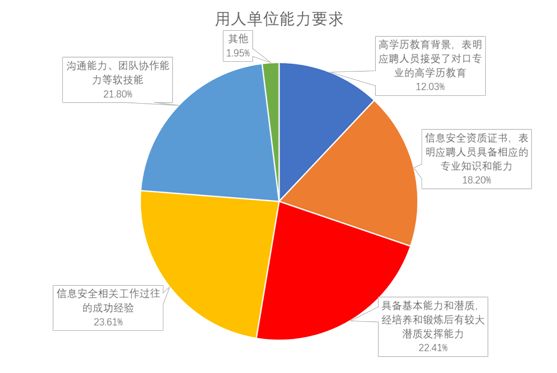 用人单位能力要求
其他
1.95%
高学历教育背景，表明
应聘人员接受了对口专
业的高学历教育
12.03%
信息安全资质证书，表
明应聘人员具备相应的
专业知识和能力
18.20%
具备基本能力和潜质，
经培养和锻炼后有较大
潜质发挥能力
22.41%
信息安全相关工作过往
的成功经验
23.61%
沟通能力、团队协作能
力等软技能
21.80%